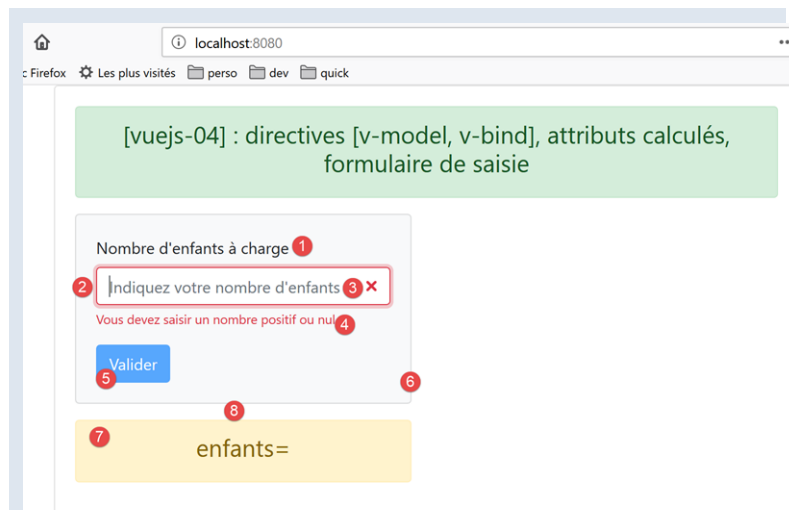 localhost:8080
c Firefox Les plus visités perso dev quick
[vuejs-04] : directives [v-model, v-bind], attributs calculés,
formulaire de saisie
Nombre d'enfants à charge 1
2 Indiquez votre nombre d'enfants 3
Vous devez saisir un nombre positif ou nul 4
Valider
5
6
8
7
enfants=